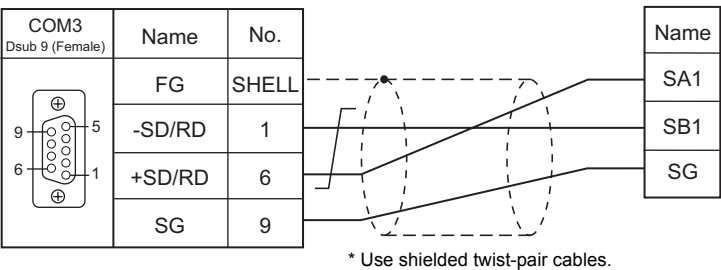 COM3
Dsub 9 (Female)
Name
No.
Name
FG
SHELL
SA1
-SD/RD
1
SB1
+SD/RD
6
SG
SG
9
9
5
6
1
* Use shielded twist-pair cables.